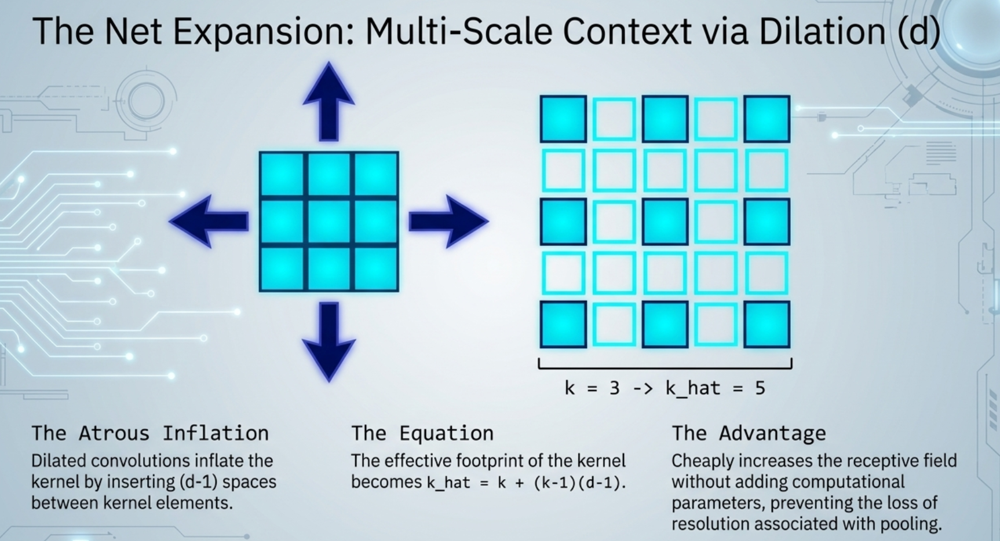 The Net Expansion: Multi-Scale Context via Dilation (d)
k = 3 -> k_hat = 5
The Atrous Inflation
Dilated convolutions inflate the
kernel by inserting (d-1) spaces
between kernel elements.
The Equation
The effective footprint of the kernel
becomes k_hat = k + (k-1)(d-1).
The Advantage
Cheaply increases the receptive field
without adding computational
parameters, preventing the loss of
resolution associated with pooling.